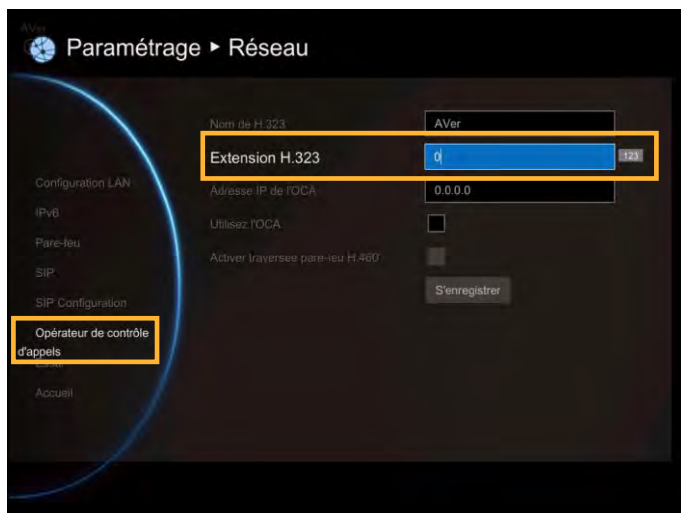 AVer
Paramétrage ▸ Réseau
Nom de H.323
AVer
Extension H.323
0
123
Adresse IP de l'OCA
0.0.0.0
Utilisez l'OCA
Activer traversée pare-feu H.460
S'enregistrer
Configuration LAN
IPv6
Pare-feu
SIP
SIP Configuration
Opérateur de contrôle
d'appels
Accueil